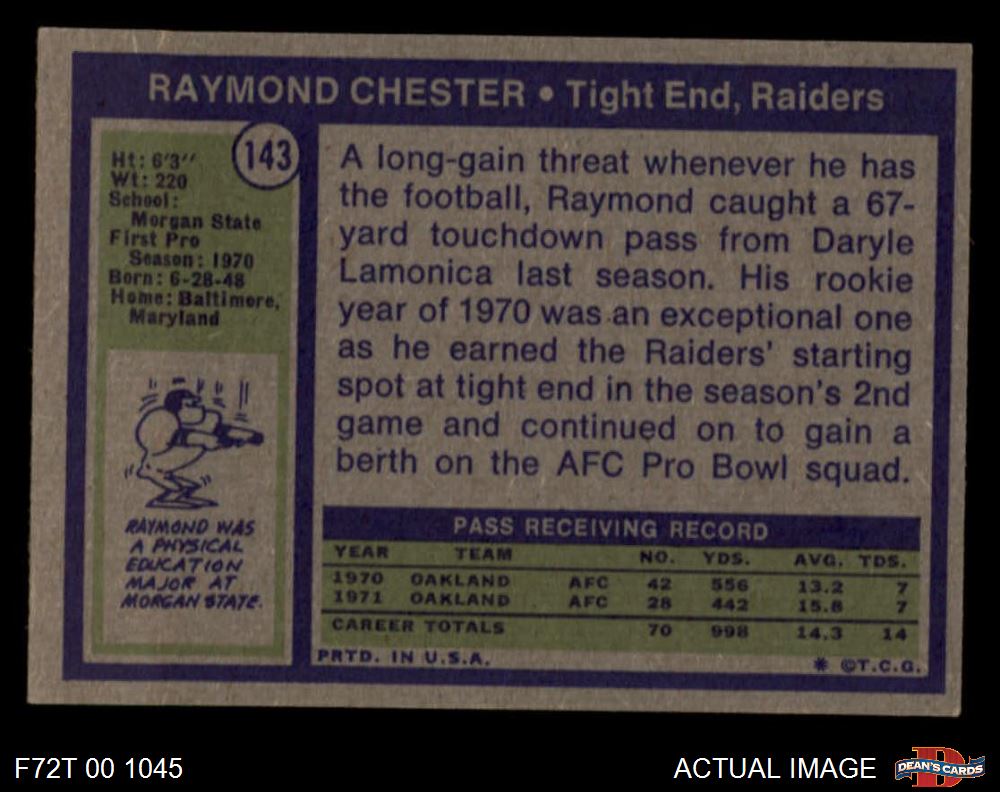 RAYMOND CHESTER • Tight End, Raiders
143
Ht: 6'3''
Wt: 220
School:
Morgan State
First Pro
Season: 1970
Born: 6-28-48
Home: Baltimore,
Maryland
RAYMOND WAS
A PHYSICAL
EDUCATION
MAJOR AT
MORGAN STATE.
A long-gain threat whenever he has
the football, Raymond caught a 67-
yard touchdown pass from Daryle
Lamonica last season. His rookie
year of 1970 was an exceptional one
as he earned the Raiders' starting
spot at tight end in the season's 2nd
game and continued on to gain a
berth on the AFC Pro Bowl squad.
PASS RECEIVING RECORD
YEAR TEAM NO. YDS. AVG. TDS.
1970 OAKLAND AFC 42 556 13.2 7
1971 OAKLAND AFC 28 442 15.8 7
CAREER TOTALS 70 998 14.3 14
PRTD. IN U.S.A. * ©T.C.G.
F72T 00 1045 ACTUAL IMAGE DEAN'S CARDS